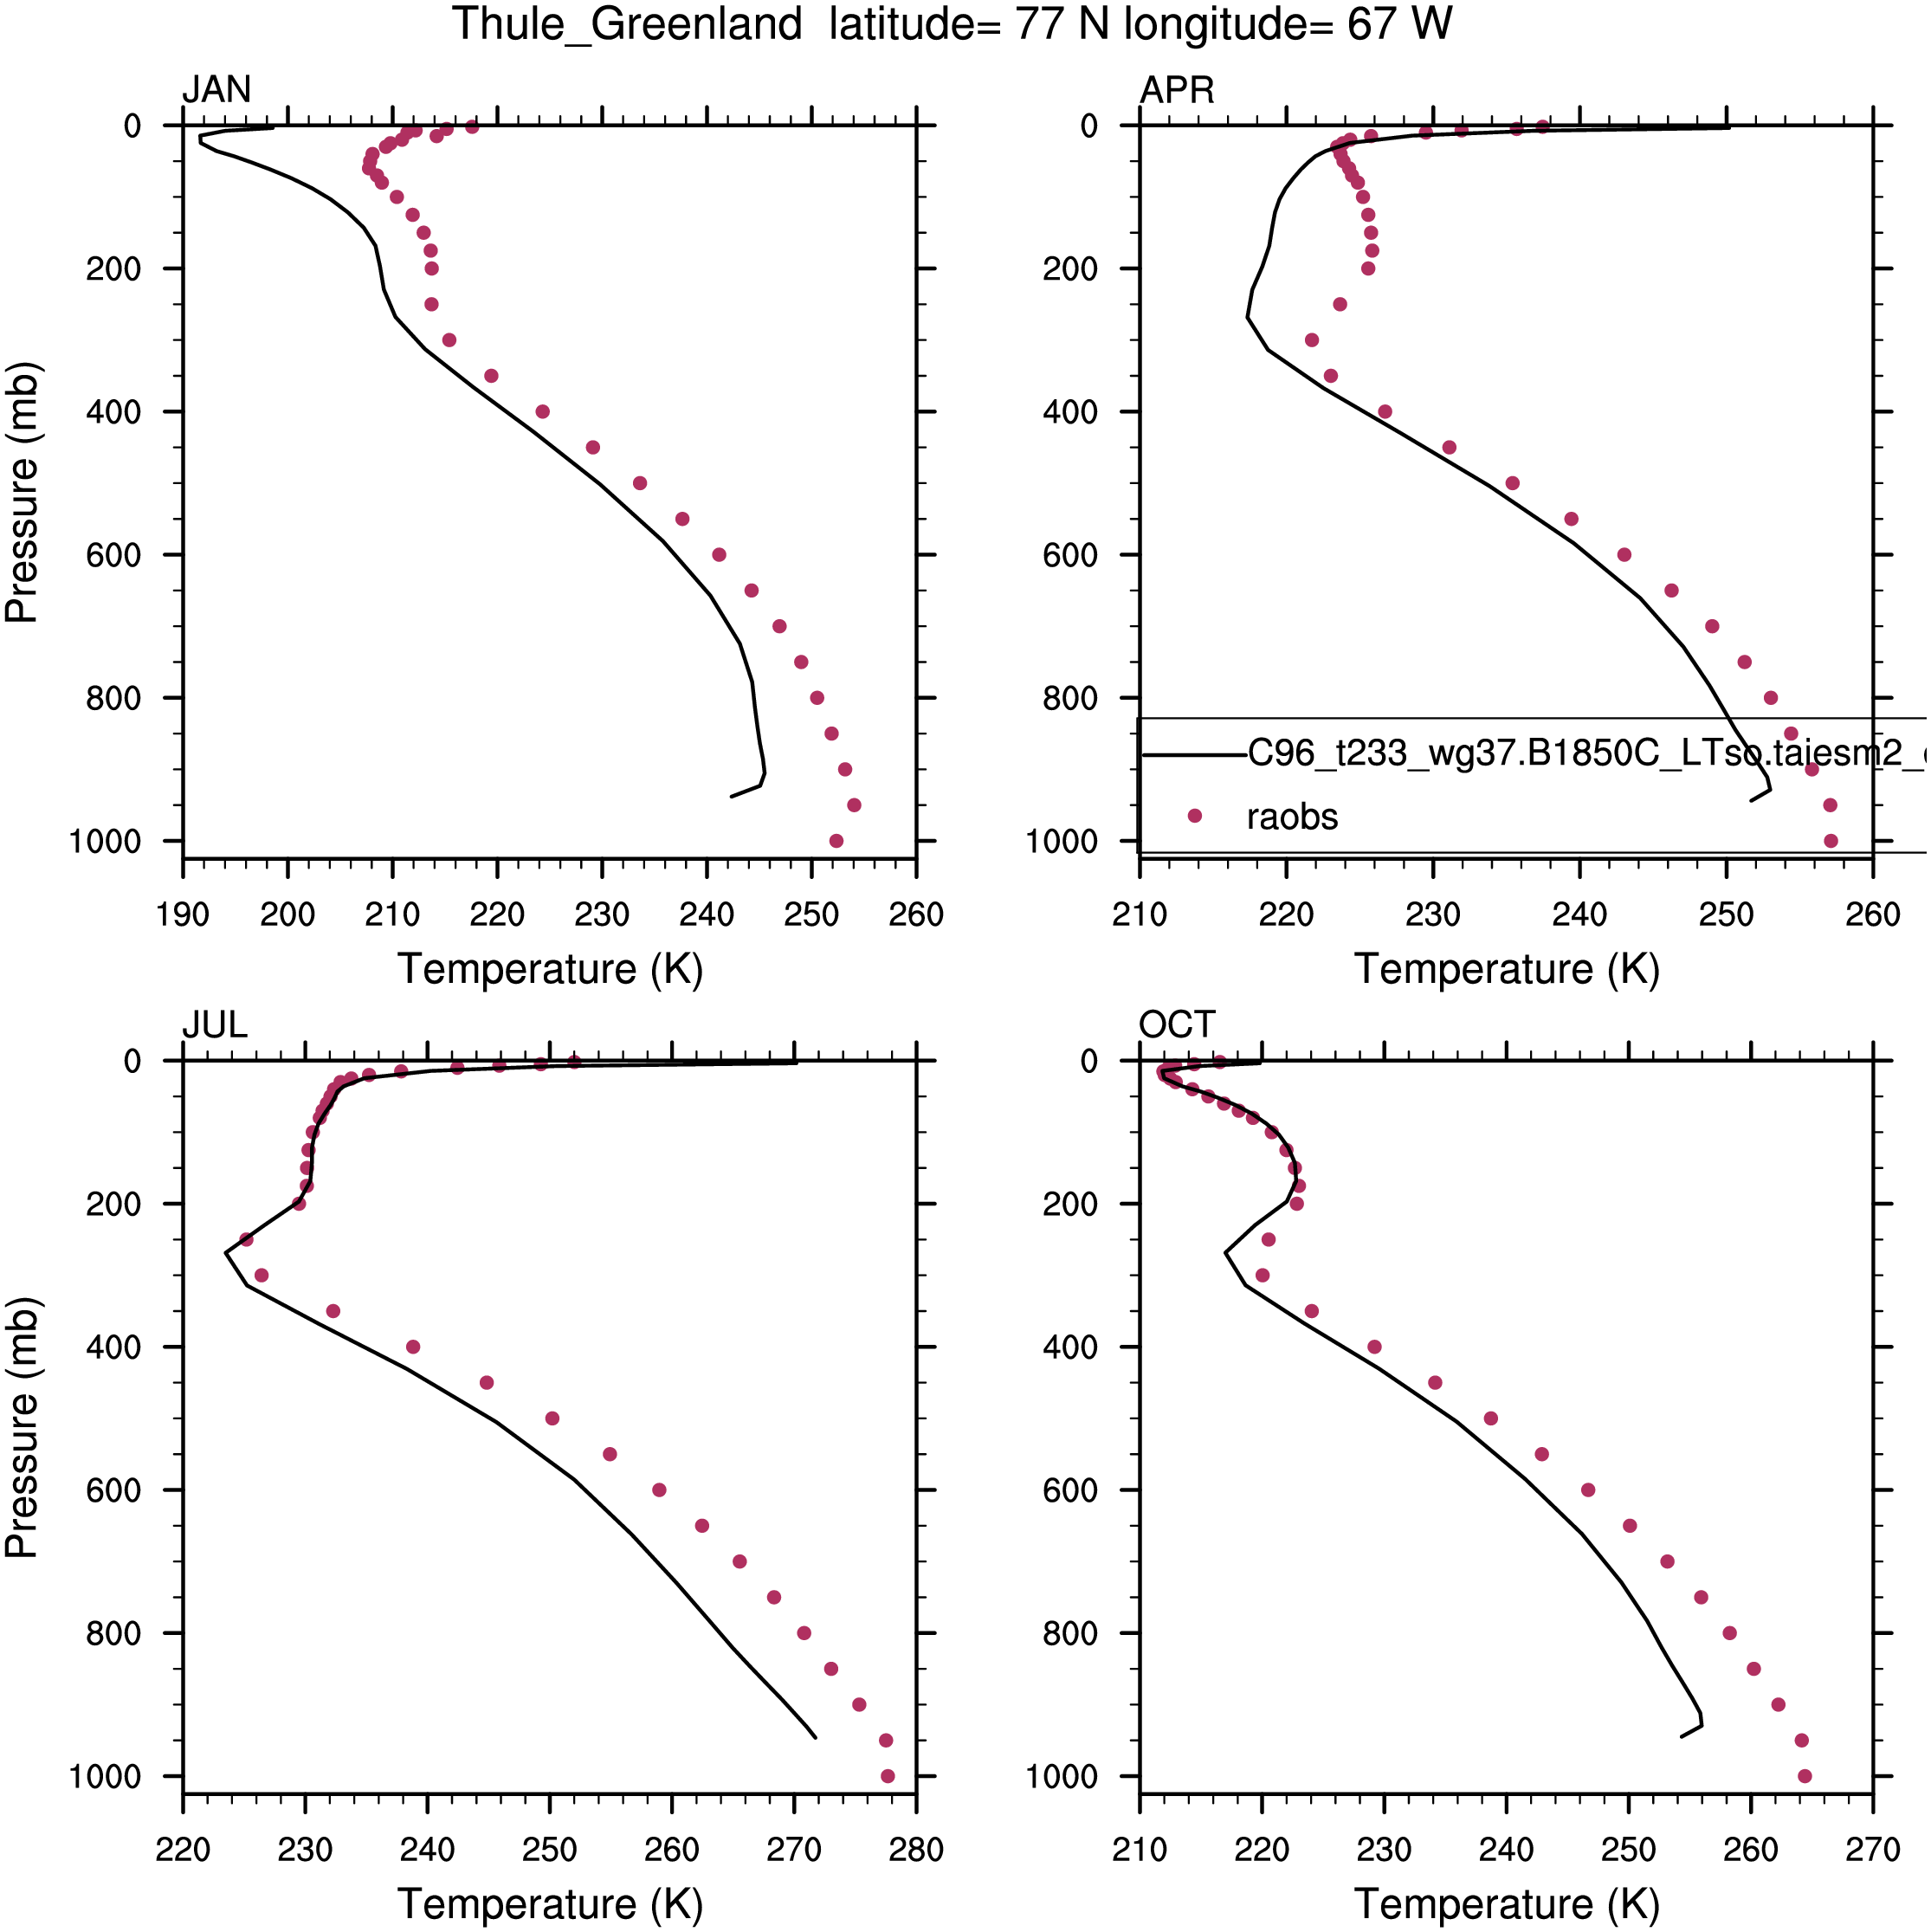 Thule_Greenland latitude= 77 N longitude= 67 W
JAN
0
200
400
600
800
1000
Pressure (mb)
190 200 210 220 230 240 250 260
Temperature (K)
APR
0
200
400
600
800
1000
C96_t233_wg37.B1850C_LTso.taiesm2_
raobs
210 220 230 240 250 260
Temperature (K)
JUL
0
200
400
600
800
1000
Pressure (mb)
220 230 240 250 260 270 280
Temperature (K)
OCT
0
200
400
600
800
1000
210 220 230 240 250 260 270
Temperature (K)